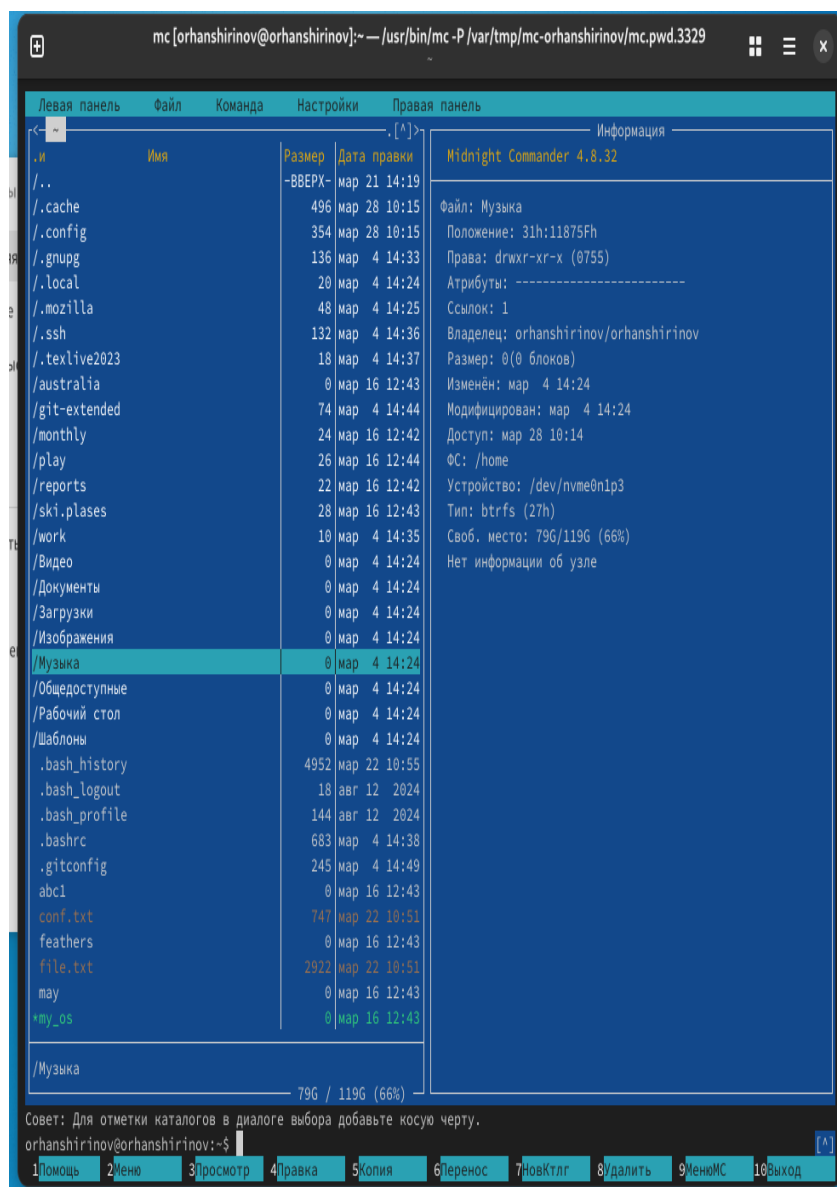 mc [orhanshirinov@orhanshirinov]:~ — /usr/bin/mc -P /var/tmp/mc-orhanshirinov/mc.pwd.3329
~
Левая панель Файл Команда Настройки Правая панель
<─ ~ .[^]>
.и Имя Размер Дата правки
/.. -ВВЕРХ- мар 21 14:19
/.cache 496 мар 28 10:15
/.config 354 мар 28 10:15
/.gnupg 136 мар 4 14:33
/.local 20 мар 4 14:24
/.mozilla 48 мар 4 14:25
/.ssh 132 мар 4 14:36
/.texlive2023 18 мар 4 14:37
/australia 0 мар 16 12:43
/git-extended 74 мар 4 14:44
/monthly 24 мар 16 12:42
/play 26 мар 16 12:44
/reports 22 мар 16 12:42
/ski.plases 28 мар 16 12:43
/work 10 мар 4 14:35
/Видео 0 мар 4 14:24
/Документы 0 мар 4 14:24
/Загрузки 0 мар 4 14:24
/Изображения 0 мар 4 14:24
/Музыка 0 мар 4 14:24
/Общедоступные 0 мар 4 14:24
/Рабочий стол 0 мар 4 14:24
/Шаблоны 0 мар 4 14:24
.bash_history 4952 мар 22 10:55
.bash_logout 18 авг 12 2024
.bash_profile 144 авг 12 2024
.bashrc 683 мар 4 14:38
.gitconfig 245 мар 4 14:49
abc1 0 мар 16 12:43
conf.txt 747 мар 22 10:51
feathers 0 мар 16 12:43
file.txt 2922 мар 22 10:51
may 0 мар 16 12:43
*my_os 0 мар 16 12:43
/Музыка
79G / 119G (66%)
Информация
Midnight Commander 4.8.32
Файл: Музыка
Положение: 31h:11875Fh
Права: drwxr-xr-x (0755)
Атрибуты: -------------------------
Ссылок: 1
Владелец: orhanshirinov/orhanshirinov
Размер: 0(0 блоков)
Изменён: мар 4 14:24
Модифицирован: мар 4 14:24
Доступ: мар 28 10:14
ФС: /home
Устройство: /dev/nvme0n1p3
Тип: btrfs (27h)
Своб. место: 79G/119G (66%)
Нет информации об узле
Совет: Для отметки каталогов в диалоге выбора добавьте косую черту.
orhanshirinov@orhanshirinov:~$ [^]
1Помощь 2Меню 3Просмотр 4Правка 5Копия 6Перенос 7НовКтлг 8Удалить 9МенюМС 10Выход